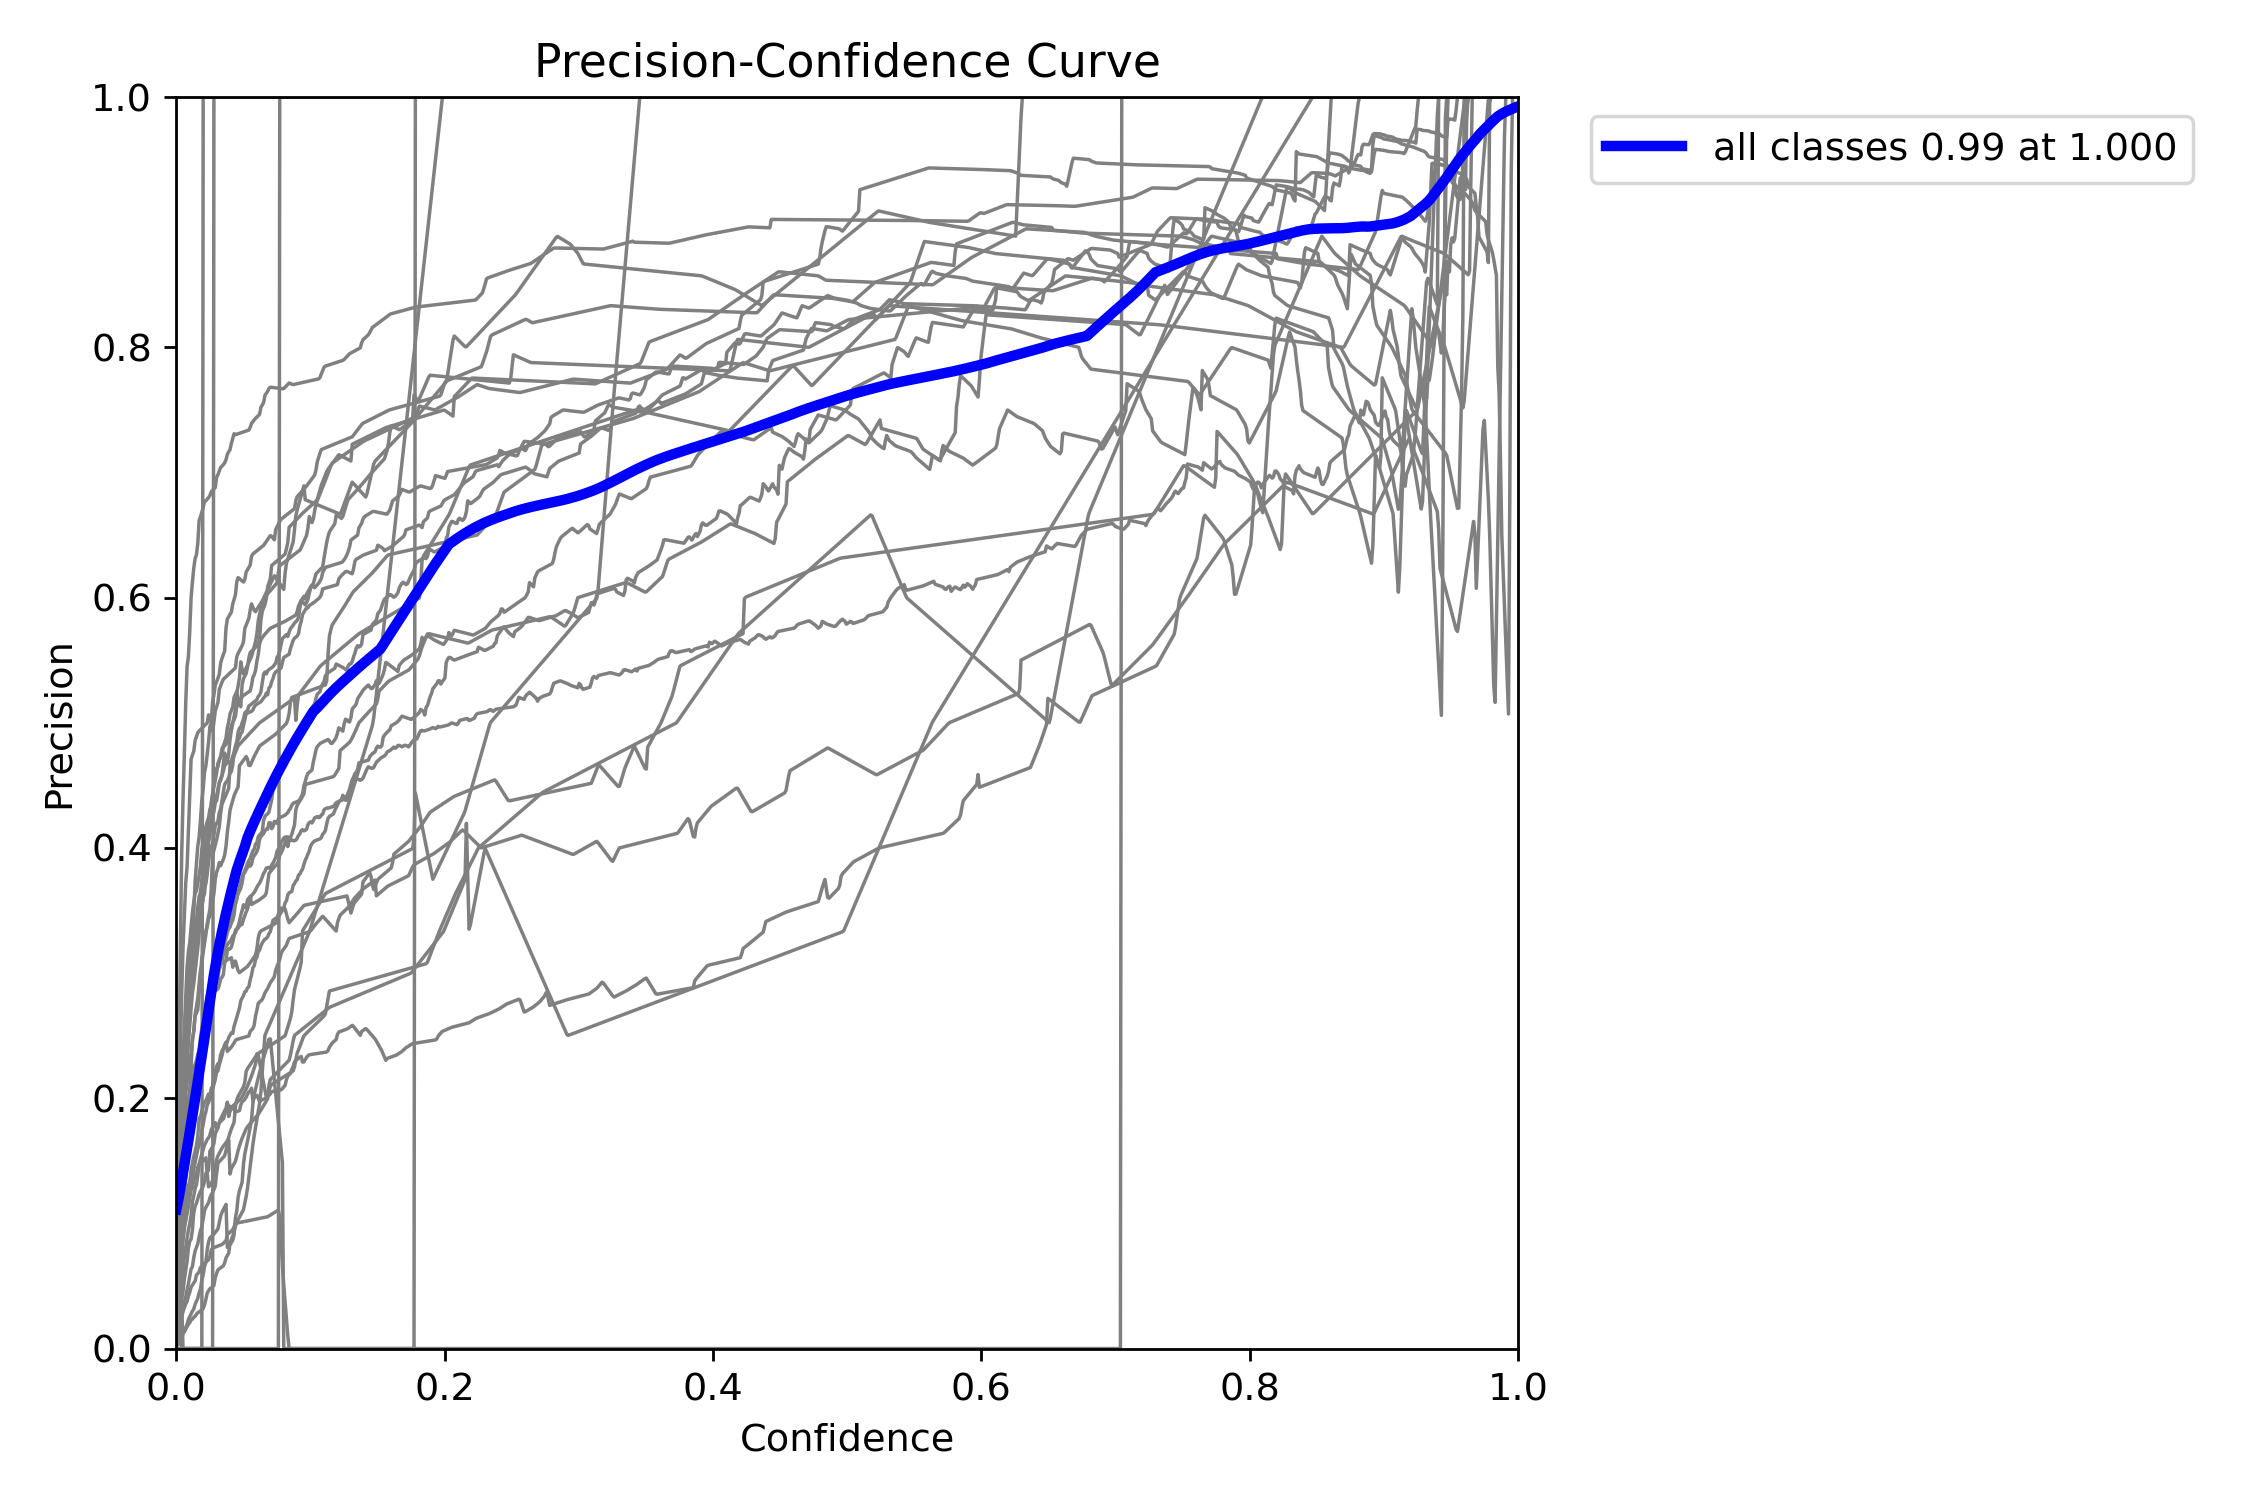 Precision-Confidence Curve
all classes 0.99 at 1.000
1.0
0.8
0.6
0.4
0.2
0.0
Precision
0.0 0.2 0.4 0.6 0.8 1.0
Confidence